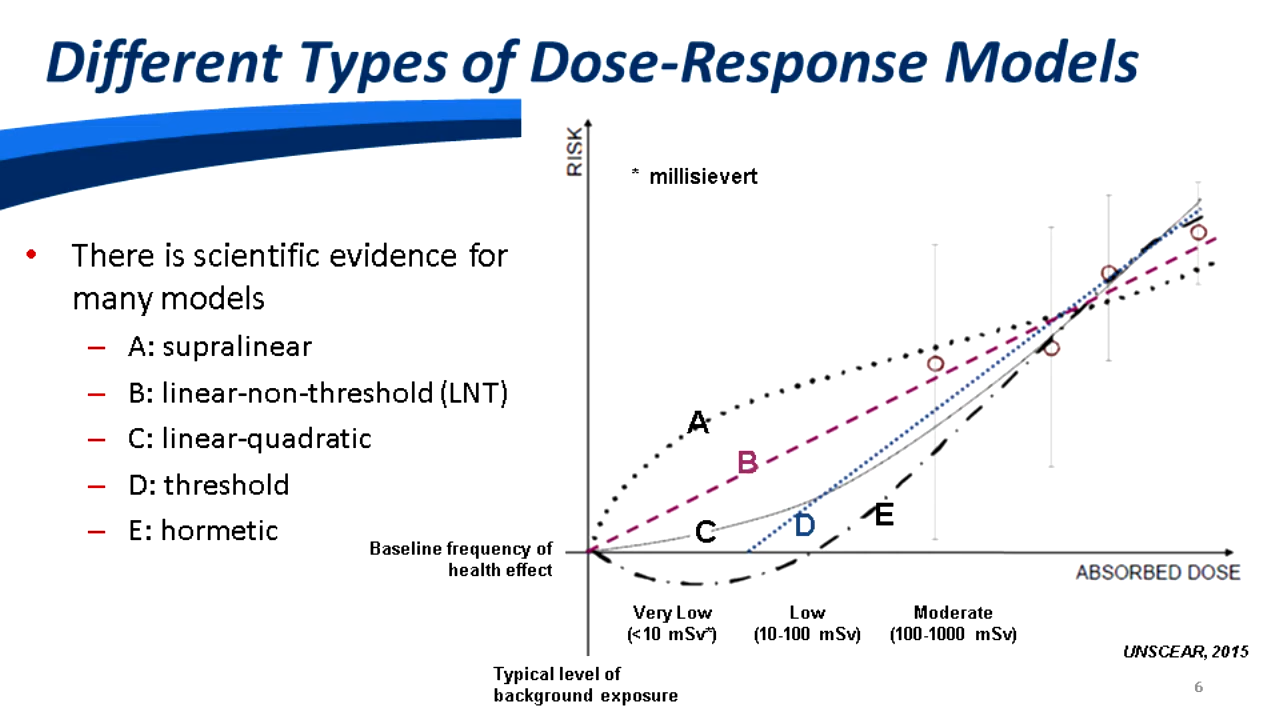 Different Types of Dose-Response Models
• There is scientific evidence for
many models
– A: supralinear
– B: linear-non-threshold (LNT)
– C: linear-quadratic
– D: threshold
– E: hormetic
RISK
* millisievert
A
B
C
D
E
Baseline frequency of
health effect
ABSORBED DOSE
Very Low
(<10 mSv*)
Low
(10-100 mSv)
Moderate
(100-1000 mSv)
Typical level of
background exposure
UNSCEAR, 2015
6